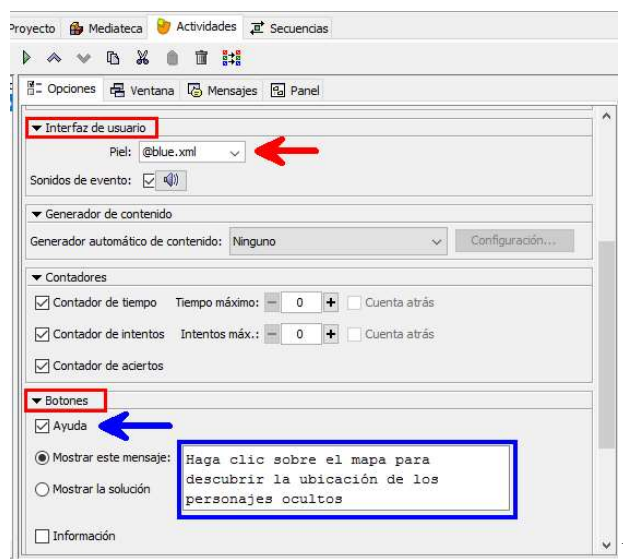 Proyecto Mediateca Actividades Secuencias
Opciones Ventana Mensajes Panel
Interfaz de usuario
Piel: @blue.xml
Sonidos de evento:
Generador de contenido
Generador automático de contenido: Ninguno Configuración...
Contadores
Contador de tiempo Tiempo máximo: 0 Cuenta atrás
Contador de intentos Intentos máx.: 0 Cuenta atrás
Contador de aciertos
Botones
Ayuda
Mostrar este mensaje: Haga clic sobre el mapa para
descubrir la ubicación de los
Mostrar la solución personajes ocultos
Información